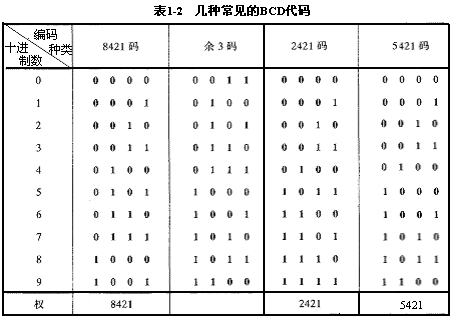 表1-2 几种常见的BCD代码
编码
种类
十进
制数
8421 码 余 3 码 2421 码 5421 码
0 0 0 0 0 0 0 1 1 0 0 0 0 0 0 0 0
1 0 0 0 1 0 1 0 0 0 0 0 1 0 0 0 1
2 0 0 1 0 0 1 0 1 0 0 1 0 0 0 1 0
3 0 0 1 1 0 1 1 0 0 0 1 1 0 0 1 1
4 0 1 0 0 0 1 1 1 0 1 0 0 0 1 0 0
5 0 1 0 1 1 0 0 0 1 0 1 1 1 0 0 0
6 0 1 1 0 1 0 0 1 1 1 0 0 1 0 0 1
7 0 1 1 1 1 0 1 0 1 1 0 1 1 0 1 0
8 1 0 0 0 1 0 1 1 1 1 1 0 1 0 1 1
9 1 0 0 1 1 1 0 0 1 1 1 1 1 1 0 0
权 8421 2421 5421